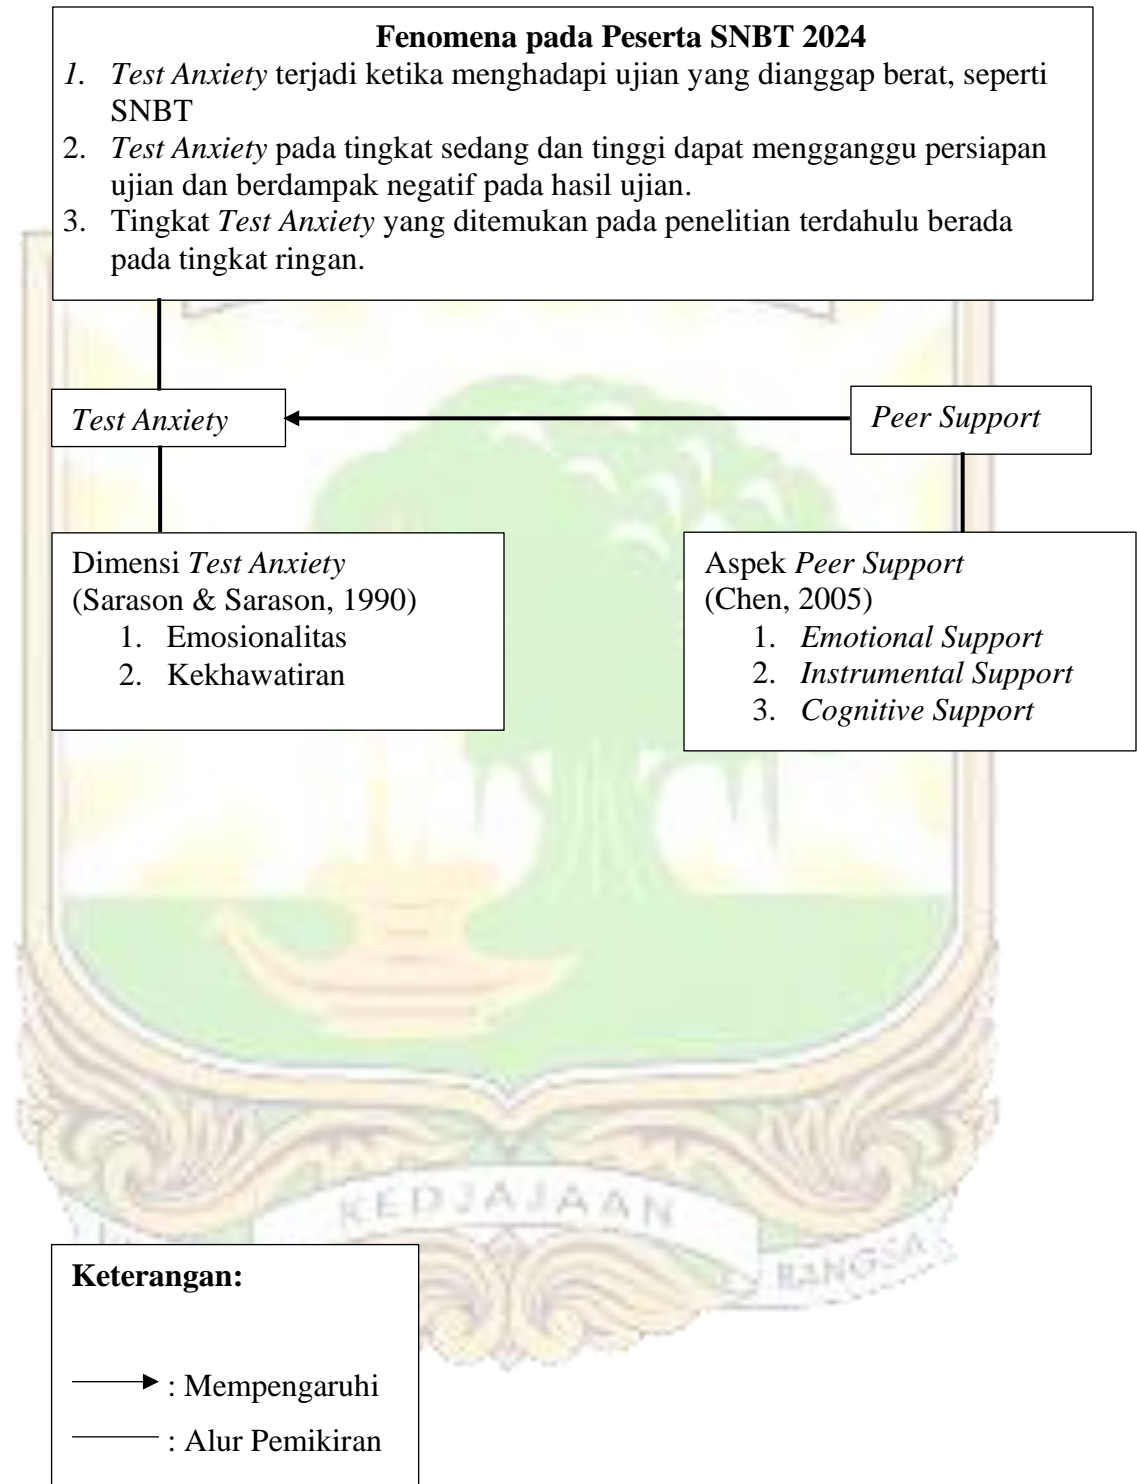 Fenomena pada Peserta SNBT 2024
1. Test Anxiety terjadi ketika menghadapi ujian yang dianggap berat, seperti
SNBT
2. Test Anxiety pada tingkat sedang dan tinggi dapat mengganggu persiapan
ujian dan berdampak negatif pada hasil ujian.
3. Tingkat Test Anxiety yang ditemukan pada penelitian terdahulu berada
pada tingkat ringan.
Test Anxiety
Peer Support
Dimensi Test Anxiety
(Sarason & Sarason, 1990)
1. Emosionalitas
2. Kekhawatiran
Aspek Peer Support
(Chen, 2005)
1. Emotional Support
2. Instrumental Support
3. Cognitive Support
KEDJAJAAN
BANGSA
Keterangan:
: Mempengaruhi
: Alur Pemikiran